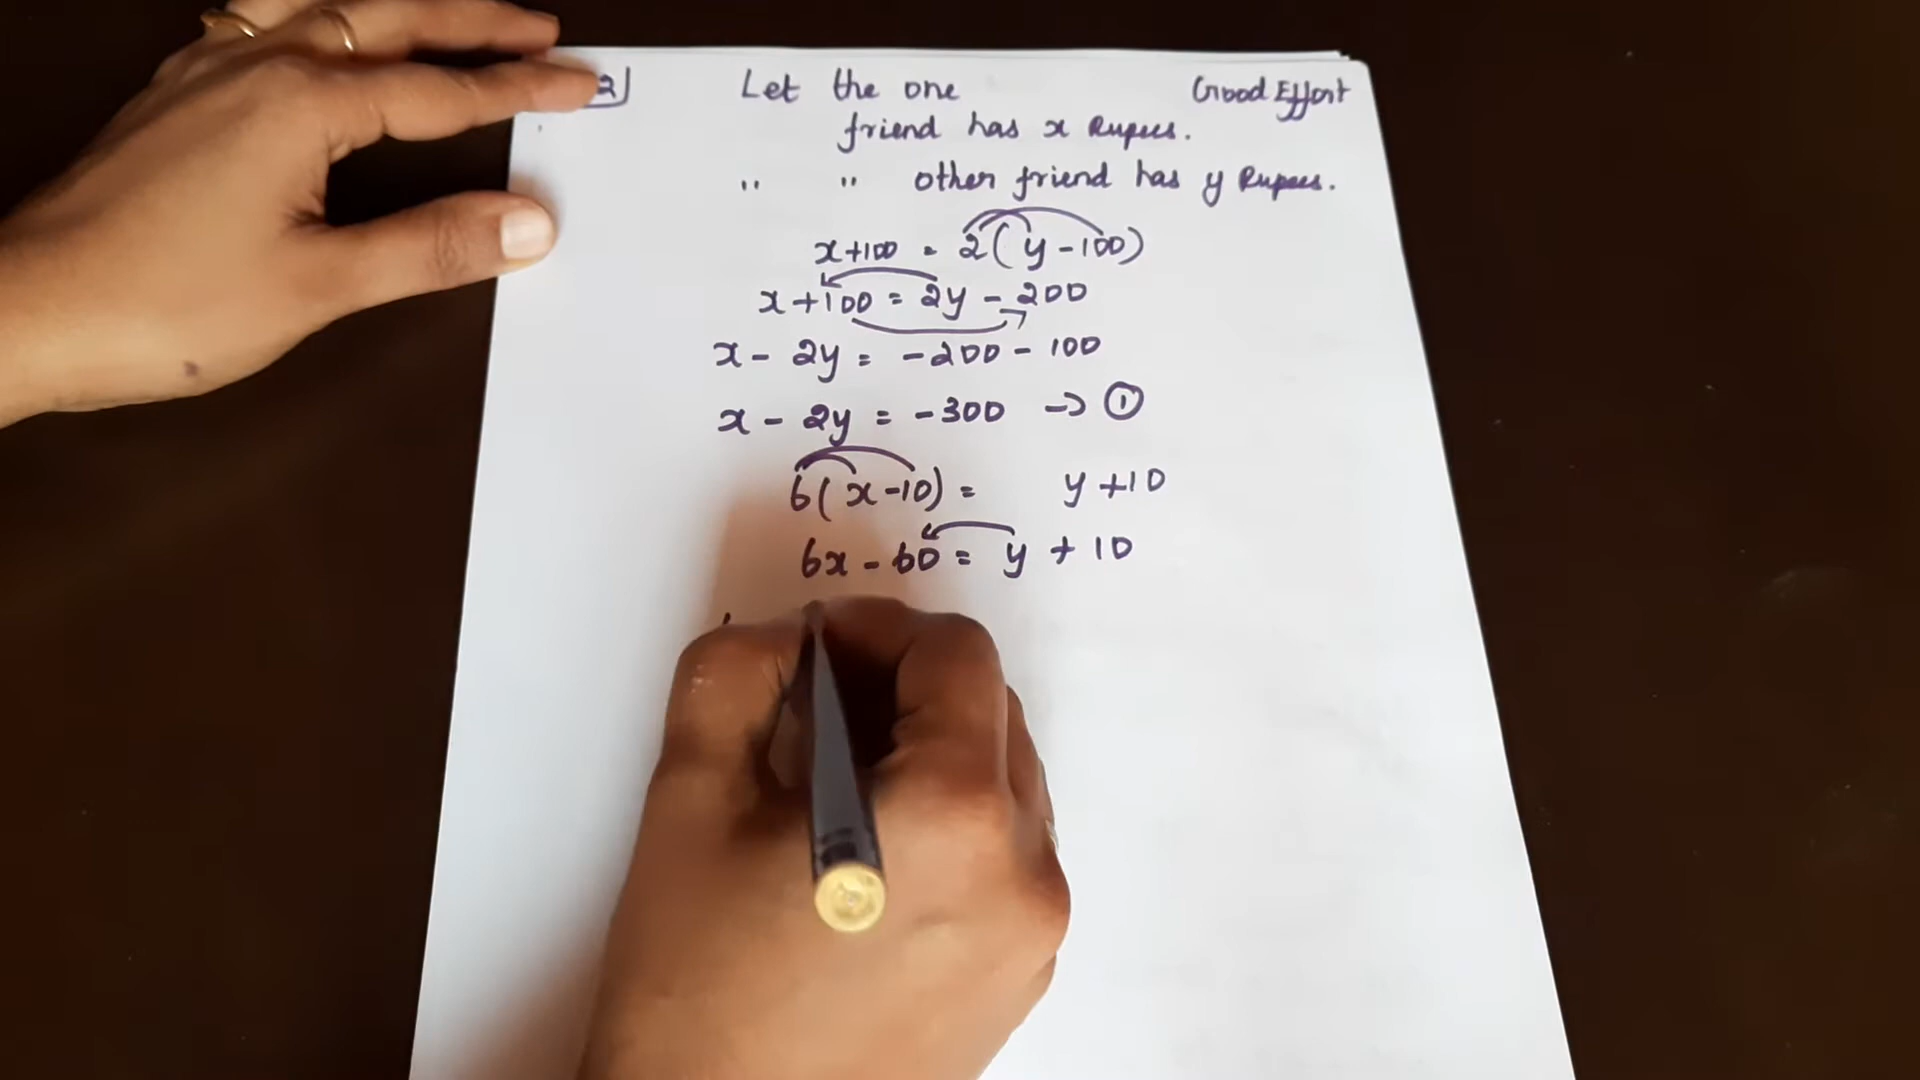 2
Let the one
Good Effort
friend has x Rupees.
" " other friend has y Rupees.
x+100 = 2(y-100)
x+100 = 2y - 200
x - 2y = -200 - 100
x - 2y = -300 → ①
6(x-10) = y+10
6x - 60 = y + 10